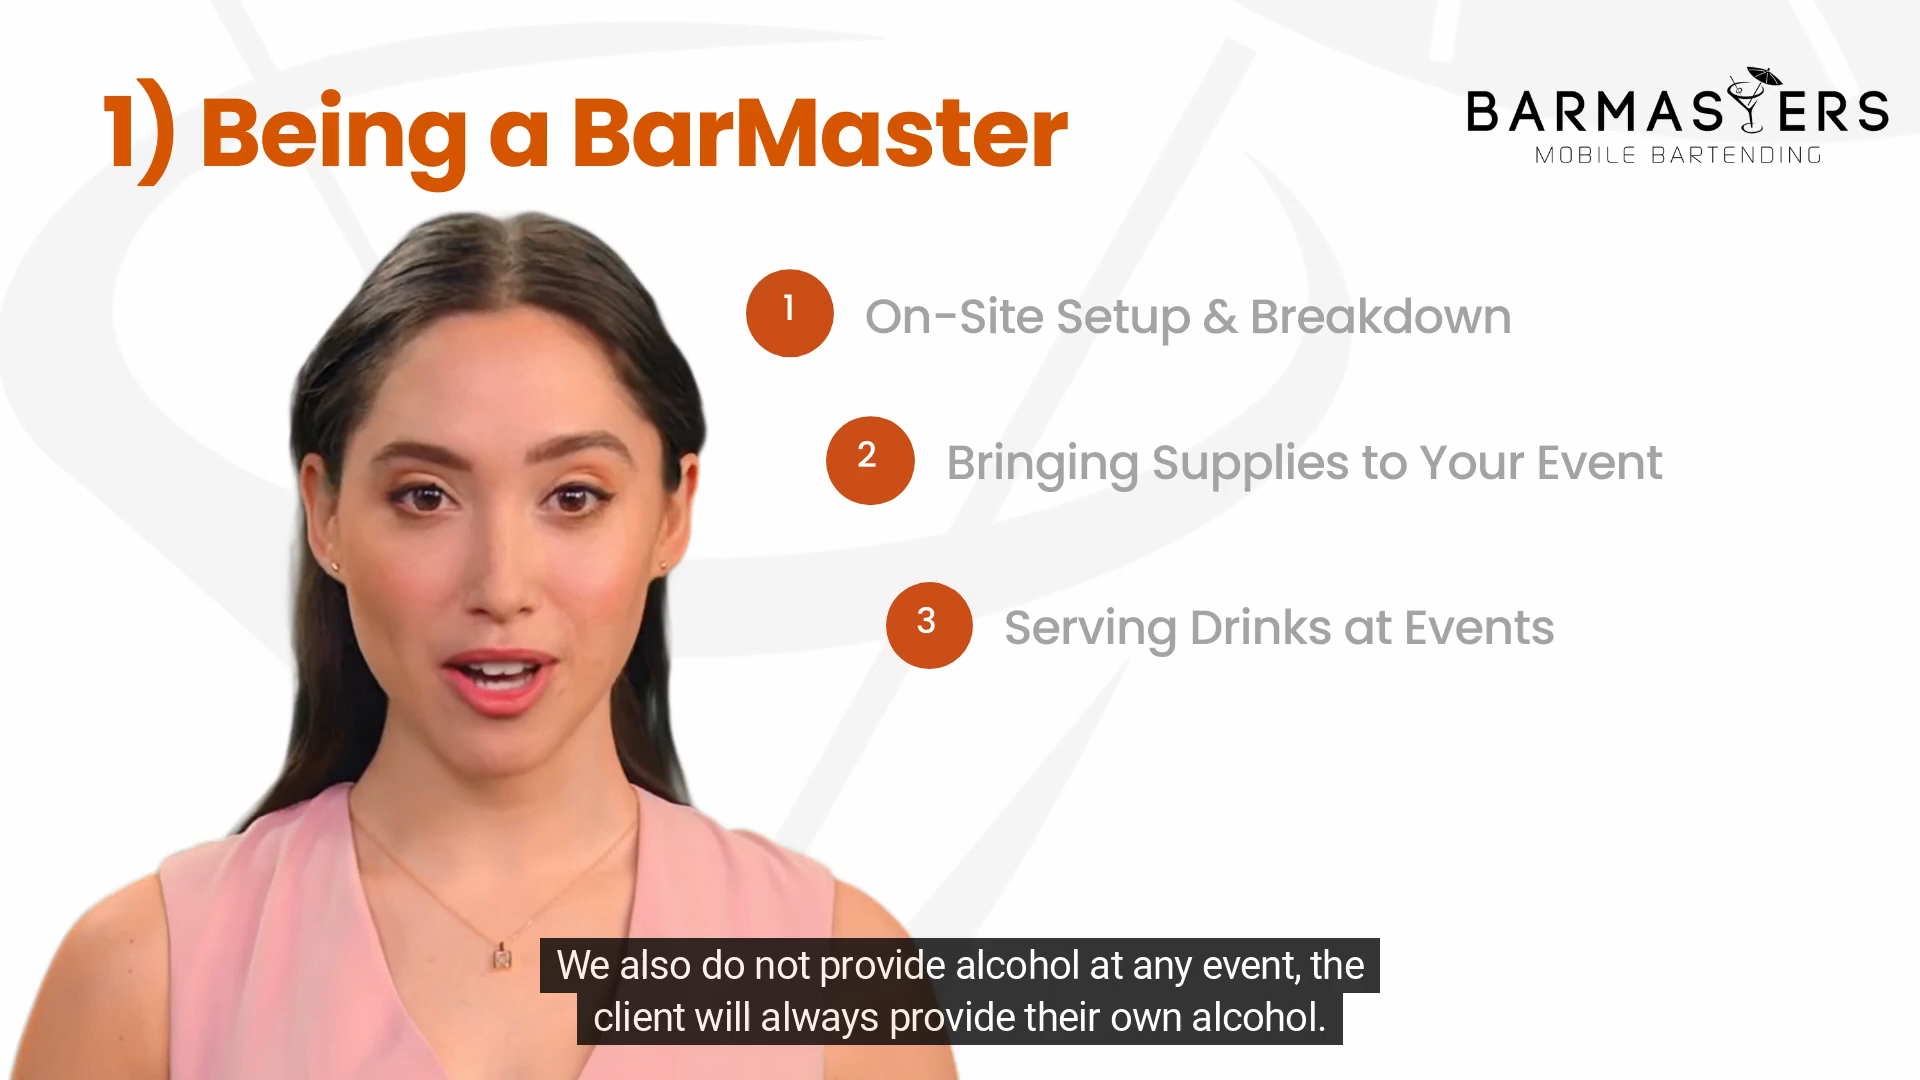 1) Being a BarMaster
BARMASTERS
MOBILE BARTENDING
1 On-Site Setup & Breakdown
2 Bringing Supplies to Your Event
3 Serving Drinks at Events
We also do not provide alcohol at any event, the
client will always provide their own alcohol.